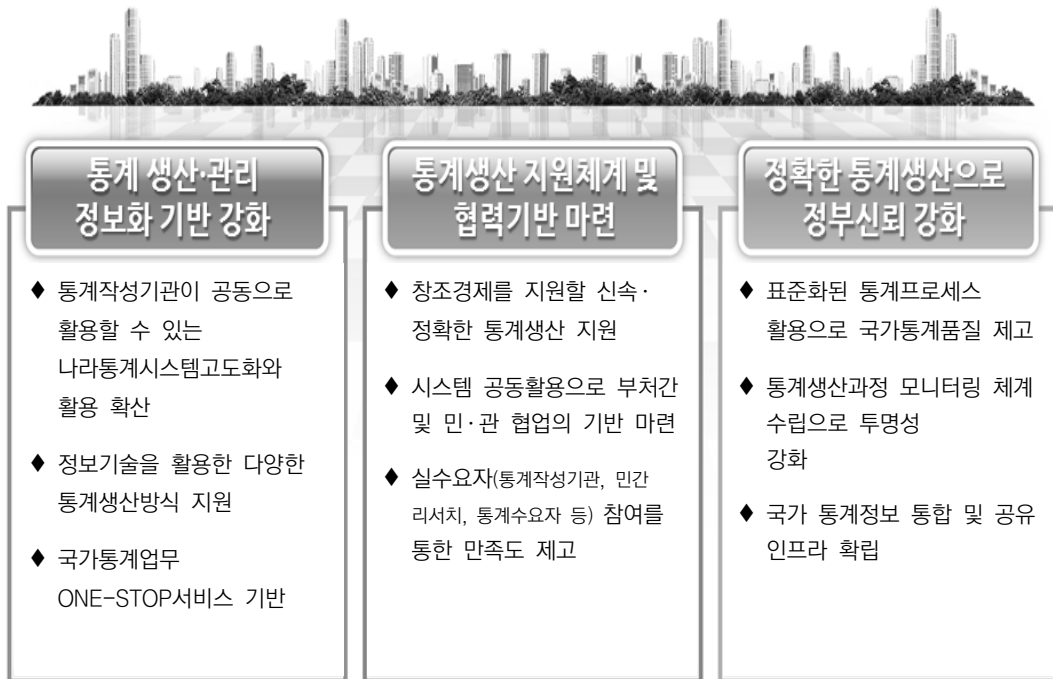 통계 생산·관리
정보화 기반 강화
♦ 통계작성기관이 공동으로
활용할 수 있는
나라통계시스템고도화와
활용 확산
♦ 정보기술을 활용한 다양한
통계생산방식 지원
♦ 국가통계업무
ONE-STOP서비스 기반
통계생산 지원체계 및
협력기반 마련
♦ 창조경제를 지원할 신속·
정확한 통계생산 지원
♦ 시스템 공동활용으로 부처간
및 민·관 협업의 기반 마련
♦ 실수요자(통계작성기관, 민간
리서치, 통계수요자 등) 참여를
통한 만족도 제고
정확한 통계생산으로
정부신뢰 강화
♦ 표준화된 통계프로세스
활용으로 국가통계품질 제고
♦ 통계생산과정 모니터링 체계
수립으로 투명성
강화
♦ 국가 통계정보 통합 및 공유
인프라 확립